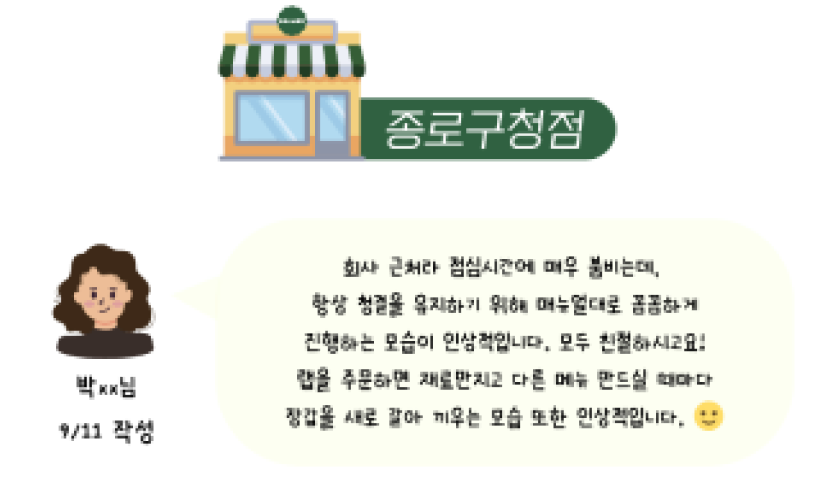 종로구청점
회사 근처라 점심시간에 매우 붐비는데,
항상 청결을 유지하기 위해 매뉴얼대로 꼼꼼하게
진행하는 모습이 인상적입니다. 모두 친절하시고요!
랩을 주문하면 재료만지고 다른 메뉴 만드실 때마다
장갑을 새로 갈아 끼우는 모습 또한 인상적입니다.
박xx님
9/11 작성